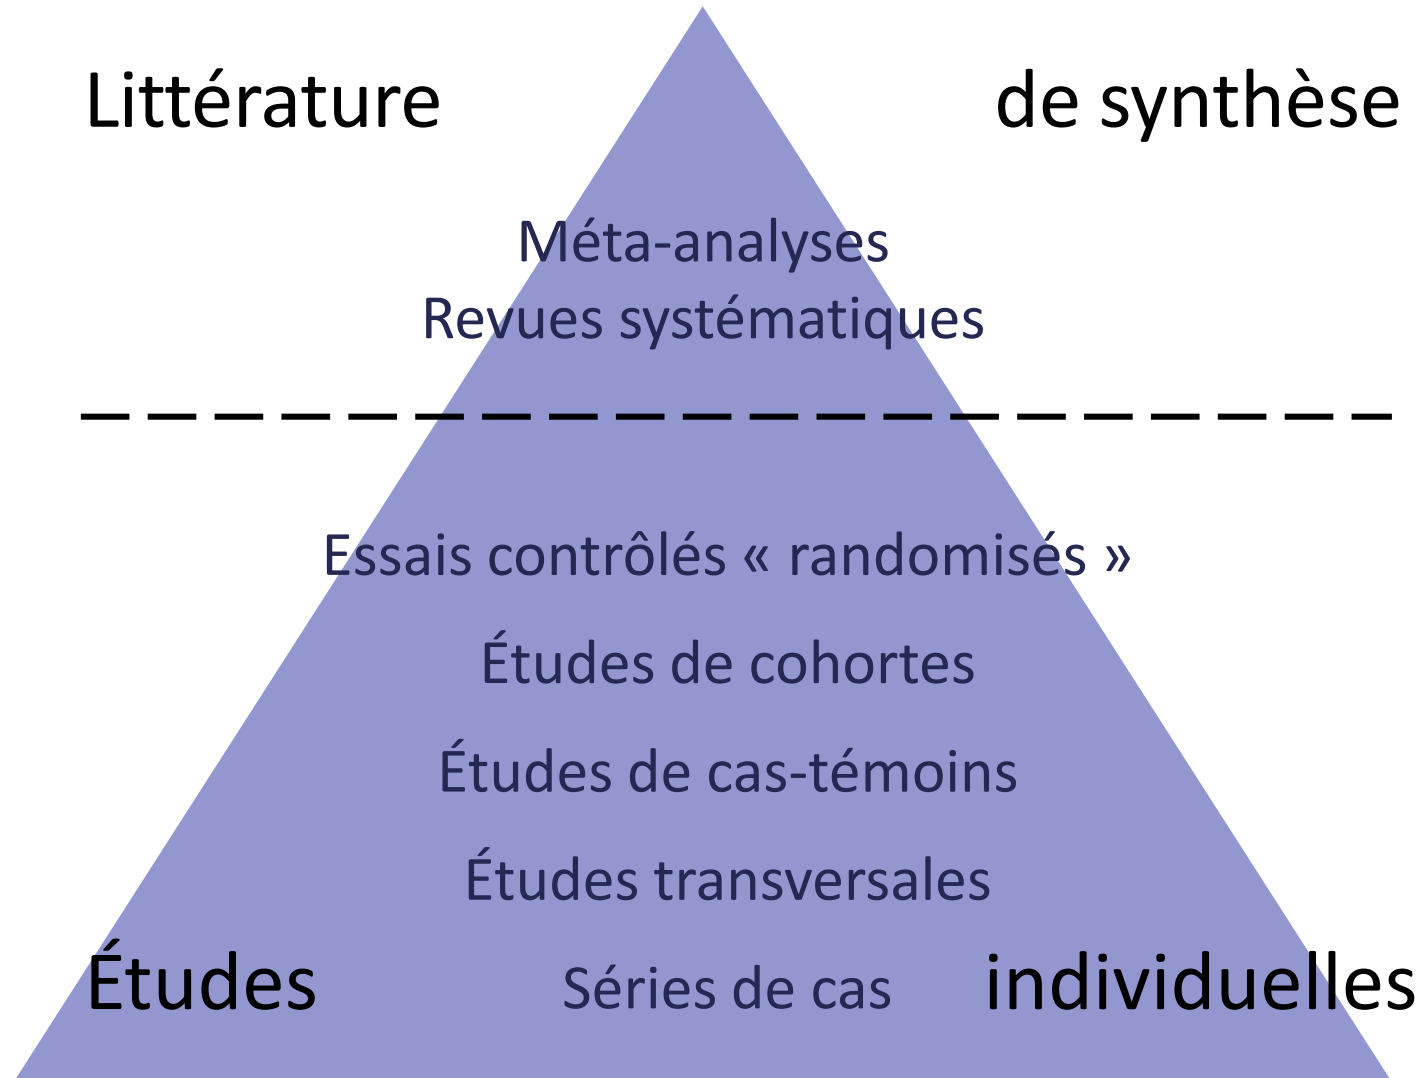 Littérature de synthèse
Méta-analyses
Revues systématiques
Essais contrôlés « randomisés »
Études de cohortes
Études de cas-témoins
Études transversales
Études Séries de cas individuelles